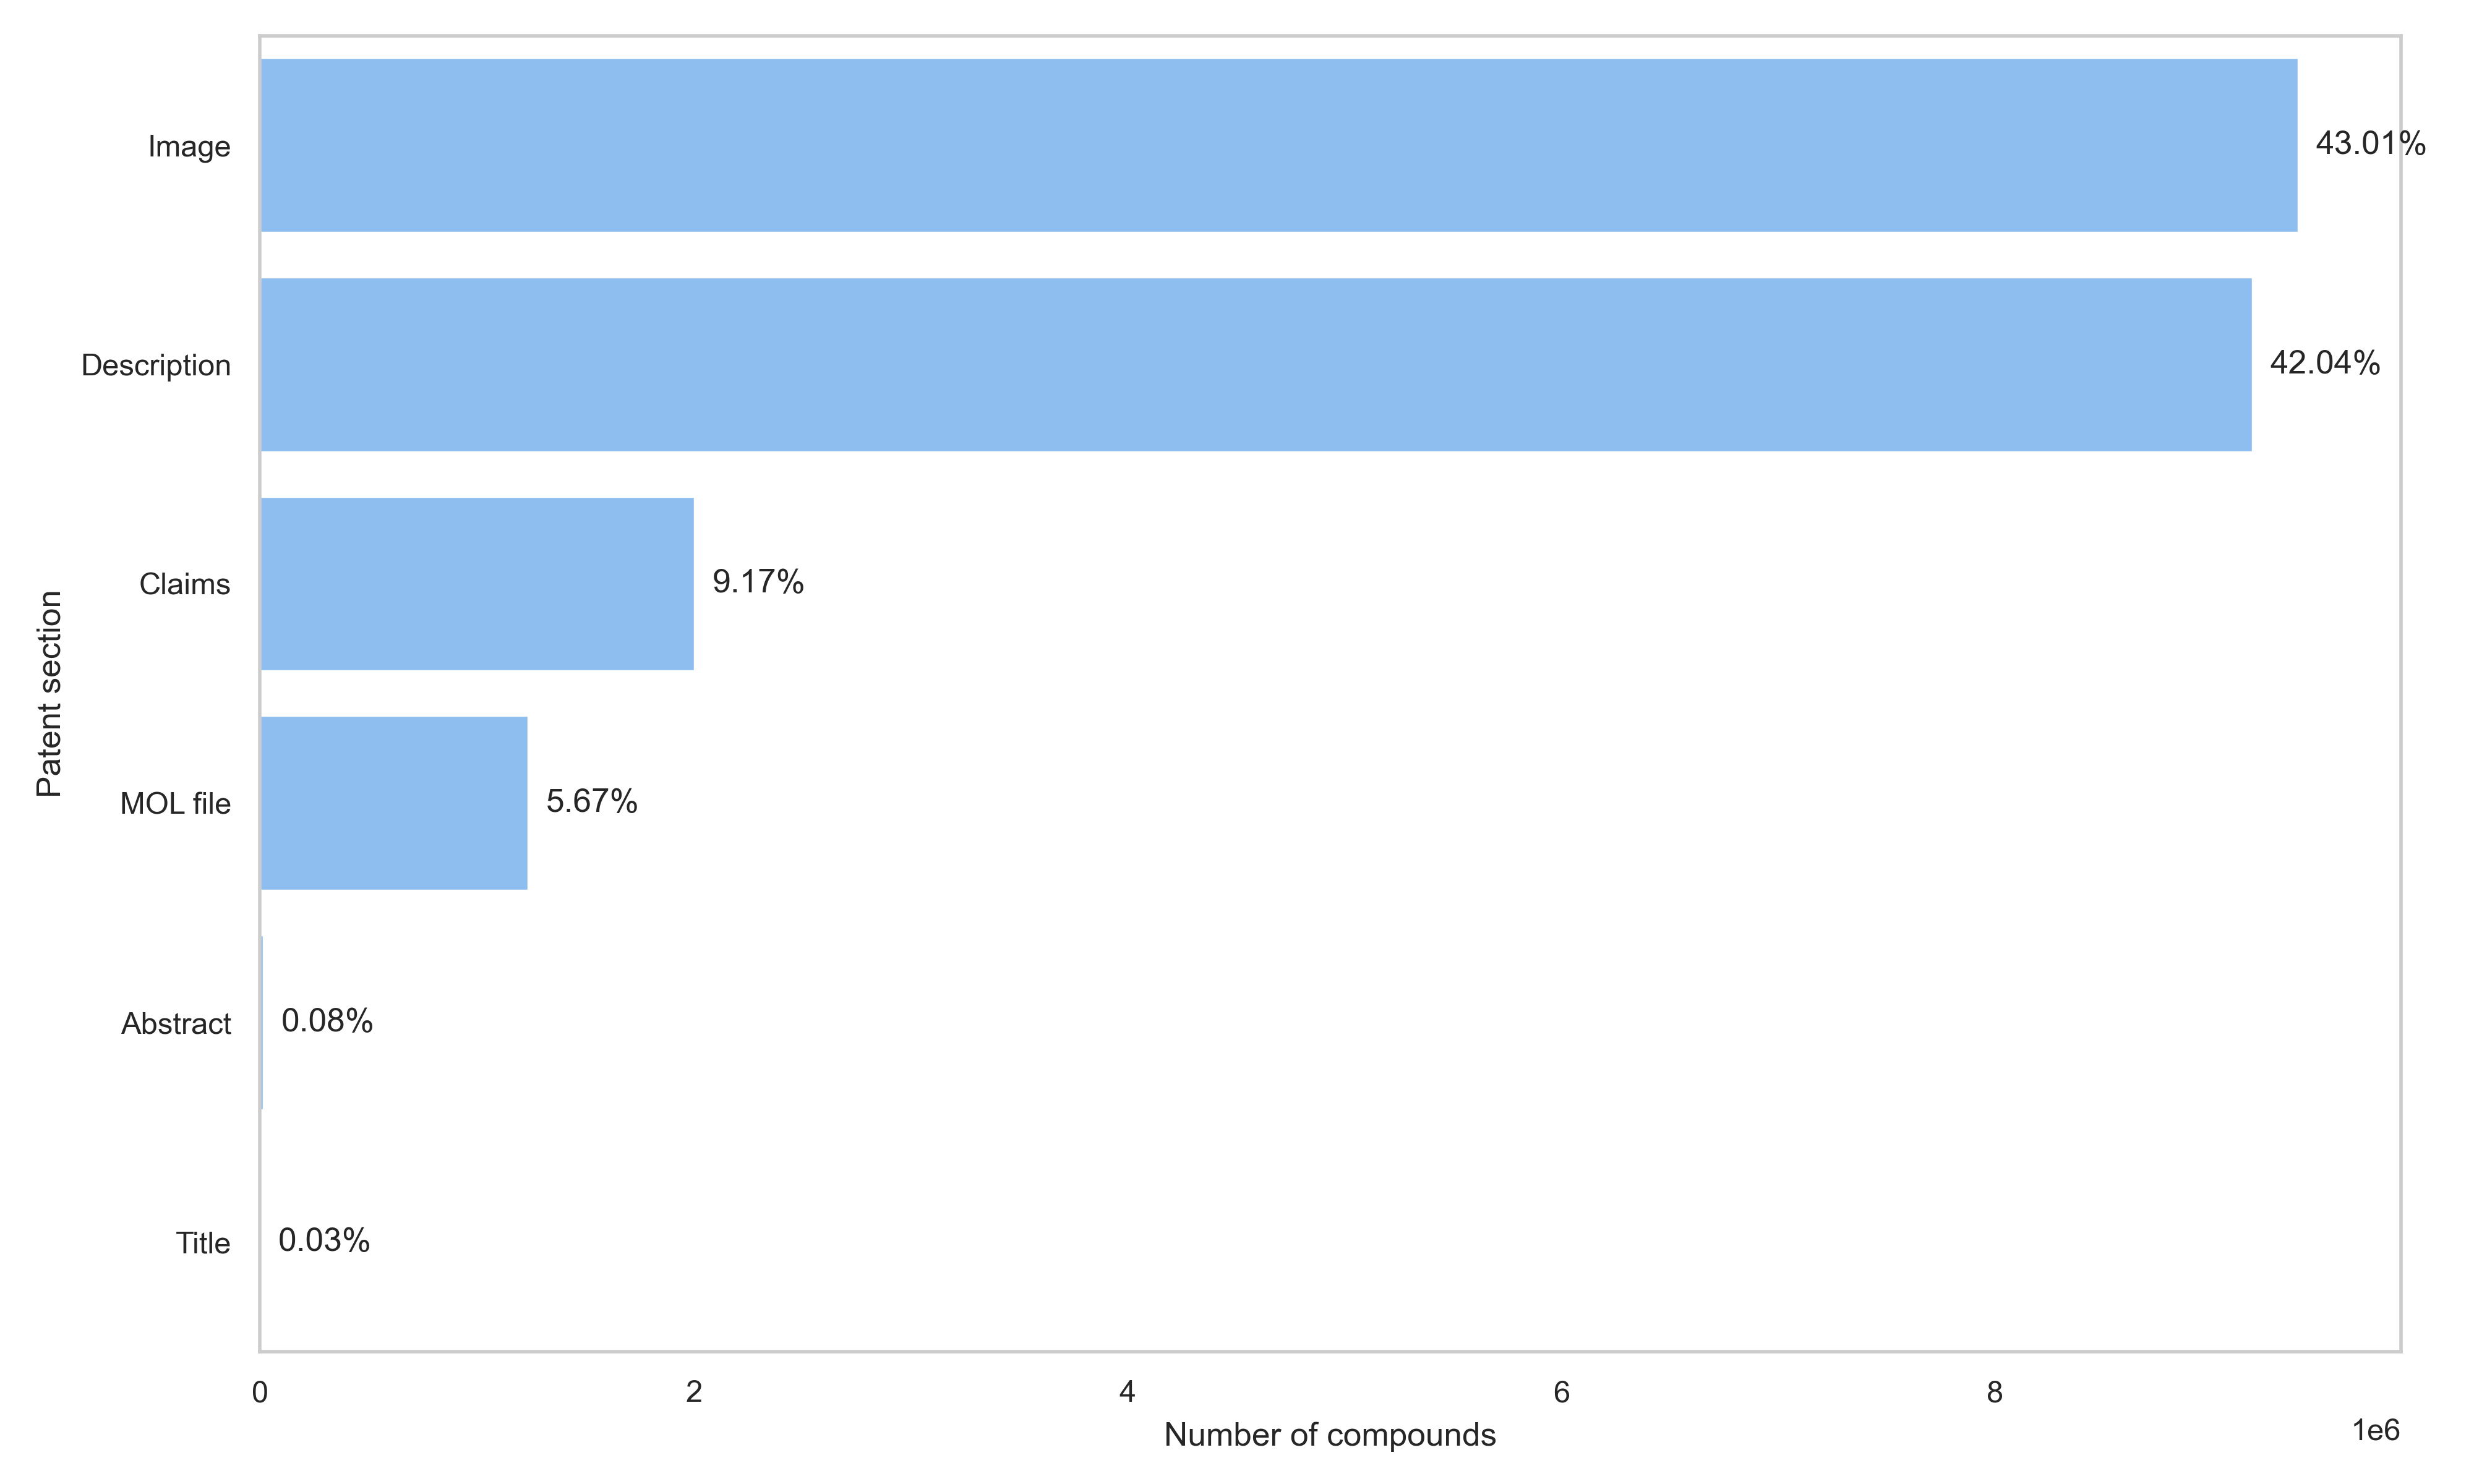 Image
43.01%
Description
42.04%
Claims
9.17%
MOL file
5.67%
Abstract
0.08%
Title
0.03%
Patent section
0
2
4
6
8
1e6
Number of compounds